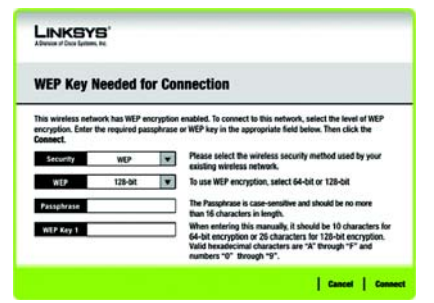 LINKSYS®
A Division of Cisco Systems, Inc.
WEP Key Needed for Connection
This wireless network has WEP encryption enabled. To connect to this network, select the level of WEP
encryption. Enter the required passphrase or WEP key in the appropriate field below. Then click the
Connect.
Security WEP Please select the wireless security method used by your
existing wireless network.
WEP 128-bit To use WEP encryption, select 64-bit or 128-bit
Passphrase The Passphrase is case-sensitive and should be no more
than 16 characters in length.
WEP Key 1 When entering this manually, it should be 10 characters for
64-bit encryption or 26 characters for 128-bit encryption.
Valid hexadecimal characters are "A" through "F" and
numbers "0" through "9".
Cancel Connect